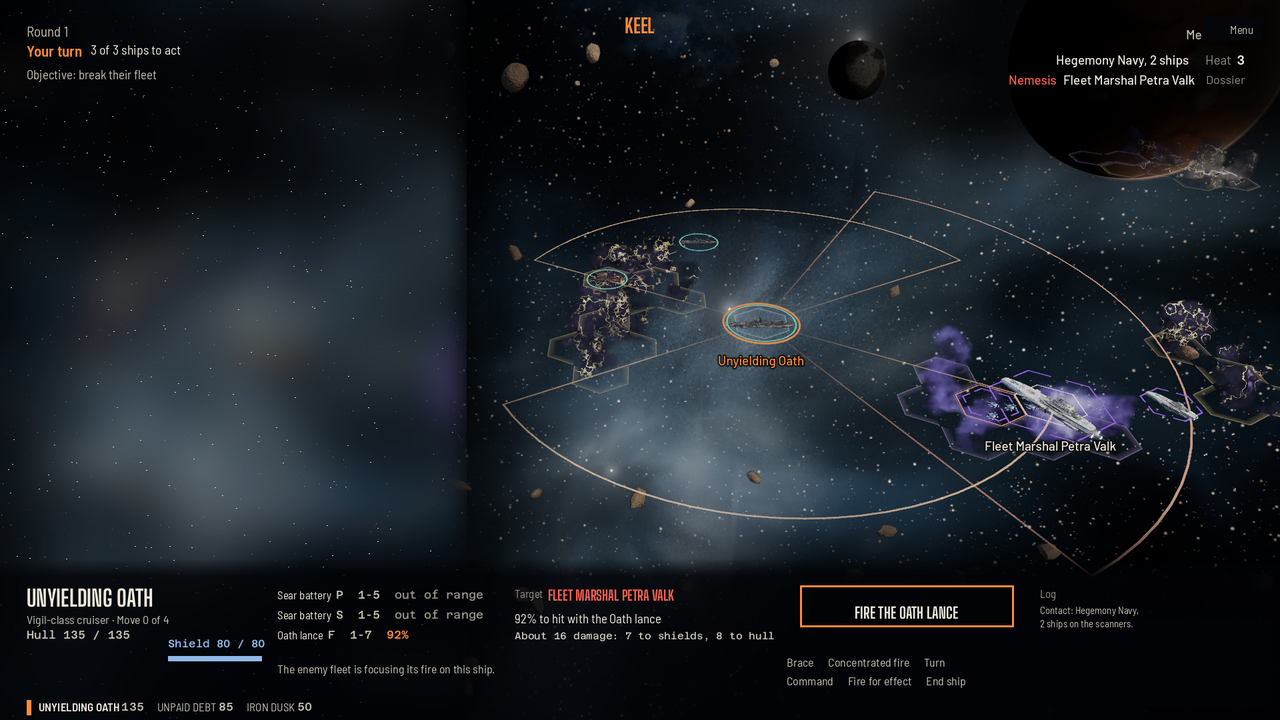 Round 1
Your turn 3 of 3 ships to act
Objective: break their fleet
KEEL
Me Menu
Hegemony Navy, 2 ships Heat 3
Nemesis Fleet Marshal Petra Valk Dossier
Unyielding Oath
Fleet Marshal Petra Valk
UNYIELDING OATH
Vigil-class cruiser · Move 0 of 4
Hull 135 / 135
Shield 80 / 80
Sear battery P 1-5 out of range
Sear battery S 1-5 out of range
Oath lance F 1-7 92%
The enemy fleet is focusing its fire on this ship.
Target FLEET MARSHAL PETRA VALK
92% to hit with the Oath lance
About 16 damage: 7 to shields, 8 to hull
FIRE THE OATH LANCE
Brace Concentrated fire Turn
Command Fire for effect End ship
Log
Contact: Hegemony Navy,
2 ships on the scanners.
UNYIELDING OATH 135 UNPAID DEBT 85 IRON DUSK 50